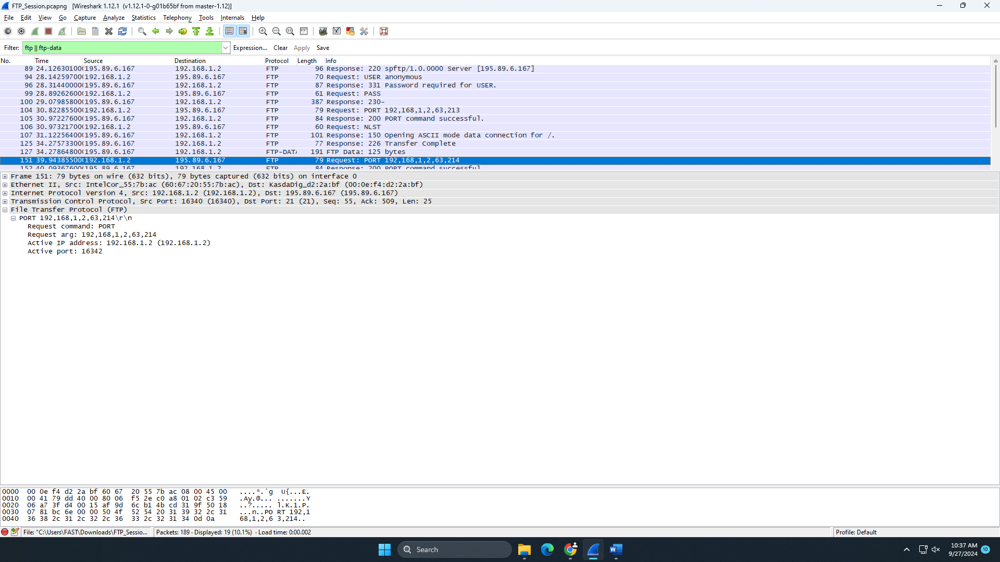 FTP_Session.pcapng   [Wireshark 1.12.1  (v1.12.1-0-g01b65bf from master-1.12)]
File Edit View Go Capture Analyze Statistics Telephony Tools Internals Help
Filter: ftp || ftp-data Expression... Clear Apply Save
No. Time Source Destination Protocol Length Info
89 24.126301000 195.89.6.167 192.168.1.2 FTP 96 Response: 220 spftp/1.0.0000 Server [195.89.6.167]
94 28.142597000 192.168.1.2 195.89.6.167 FTP 70 Request: USER anonymous
96 28.314400000 195.89.6.167 192.168.1.2 FTP 87 Response: 331 Password required for USER.
99 28.892626000 192.168.1.2 195.89.6.167 FTP 61 Request: PASS
100 29.079858000 195.89.6.167 192.168.1.2 FTP 387 Response: 230-
104 30.822855000 192.168.1.2 195.89.6.167 FTP 79 Request: PORT 192,168,1,2,63,213
105 30.972276000 195.89.6.167 192.168.1.2 FTP 84 Response: 200 PORT command successful.
106 30.973217000 192.168.1.2 195.89.6.167 FTP 60 Request: NLST
107 31.122564000 195.89.6.167 192.168.1.2 FTP 101 Response: 150 Opening ASCII mode data connection for /.
125 34.275733000 195.89.6.167 192.168.1.2 FTP 77 Response: 226 Transfer Complete
127 34.278648000 195.89.6.167 192.168.1.2 FTP-DATA 191 FTP Data: 125 bytes
151 39.943855000 192.168.1.2 195.89.6.167 FTP 79 Request: PORT 192,168,1,2,63,214
152 40.093676000 195.89.6.167 192.168.1.2 FTP 84 Response: 200 PORT command successful
Frame 151: 79 bytes on wire (632 bits), 79 bytes captured (632 bits) on interface 0
Ethernet II, Src: IntelCor_55:7b:ac (60:67:20:55:7b:ac), Dst: KasdaDig_d2:2a:bf (00:0e:f4:d2:2a:bf)
Internet Protocol Version 4, Src: 192.168.1.2 (192.168.1.2), Dst: 195.89.6.167 (195.89.6.167)
Transmission Control Protocol, Src Port: 16340 (16340), Dst Port: 21 (21), Seq: 55, Ack: 509, Len: 25
File Transfer Protocol (FTP)
PORT 192,168,1,2,63,214\r\n
Request command: PORT
Request arg: 192,168,1,2,63,214
Active IP address: 192.168.1.2 (192.168.1.2)
Active port: 16342
0000  00 0e f4 d2 2a bf 60 67  20 55 7b ac 08 00 45 00   ....*.`g  U{...E.
0010  00 41 79 dd 40 00 80 06  f5 2e c0 a8 01 02 c3 59   .Ay.@... .......Y
0020  06 a7 3f d4 00 15 af 9d  6c b1 4b cd 31 9f 50 18   ..?..... l.K.1.P.
0030  07 81 bc 6e 00 00 50 4f  52 54 20 31 39 32 2c 31   ...n..PO RT 192,1
0040  36 38 2c 31 2c 32 2c 36  33 2c 32 31 34 0d 0a   68,1,2,6 3,214..
File: "C:\Users\FAST\Downloads\FTP_Sessio... Packets: 189 · Displayed: 19 (10.1%) · Load time: 0:00.002 Profile: Default
Search
10:37 AM
9/27/2024 10